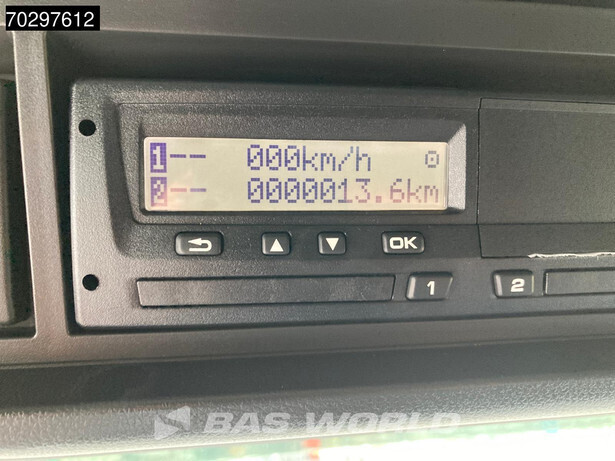 70297612
1-- 000km/h
2-- 0000013.6km
OK
1
2
BAS WORLD